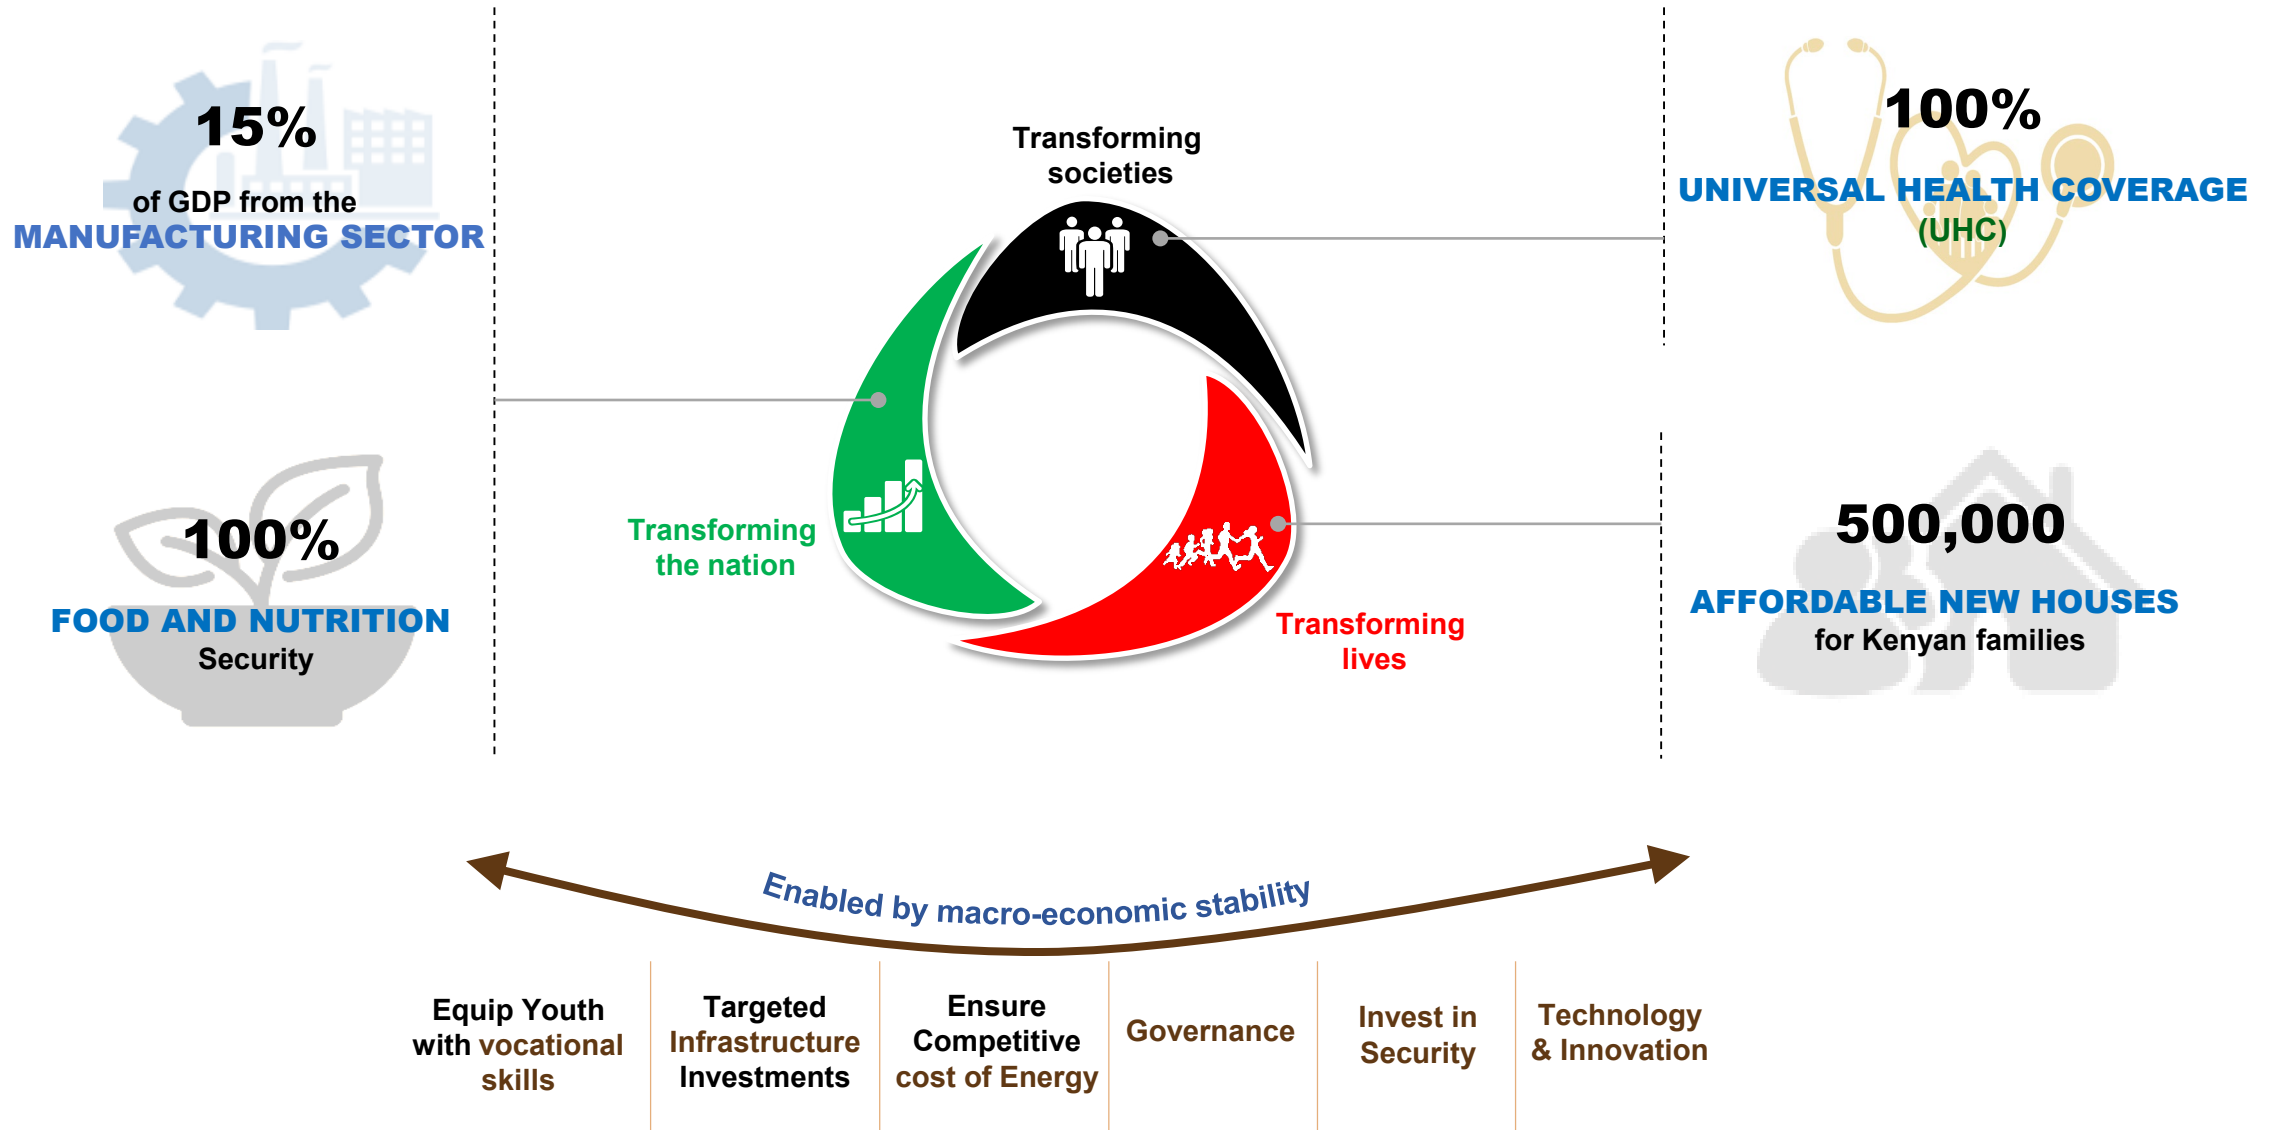 15%
of GDP from the
MANUFACTURING SECTOR
100%
FOOD AND NUTRITION
Security
Transforming
societies
Transforming
the nation
Transforming
lives
100%
UNIVERSAL HEALTH COVERAGE
(UHC)
500,000
AFFORDABLE NEW HOUSES
for Kenyan families
Enabled by macro-economic stability
Equip Youth
with vocational
skills
Targeted
Infrastructure
Investments
Ensure
Competitive
cost of Energy
Governance
Invest in
Security
Technology
& Innovation